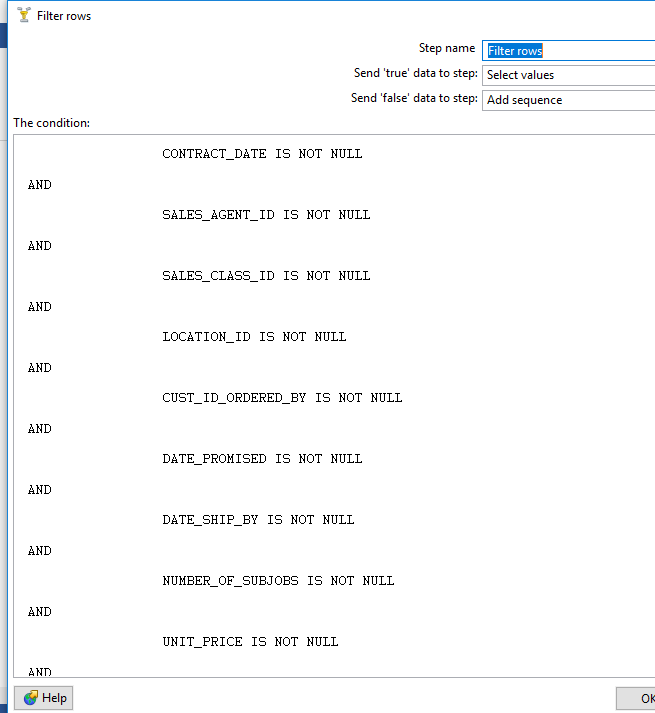 Filter rows
Step name Filter rows
Send 'true' data to step: Select values
Send 'false' data to step: Add sequence
The condition:
CONTRACT_DATE IS NOT NULL
AND
SALES_AGENT_ID IS NOT NULL
AND
SALES_CLASS_ID IS NOT NULL
AND
LOCATION_ID IS NOT NULL
AND
CUST_ID_ORDERED_BY IS NOT NULL
AND
DATE_PROMISED IS NOT NULL
AND
DATE_SHIP_BY IS NOT NULL
AND
NUMBER_OF_SUBJOBS IS NOT NULL
AND
UNIT_PRICE IS NOT NULL
AND
Help OK